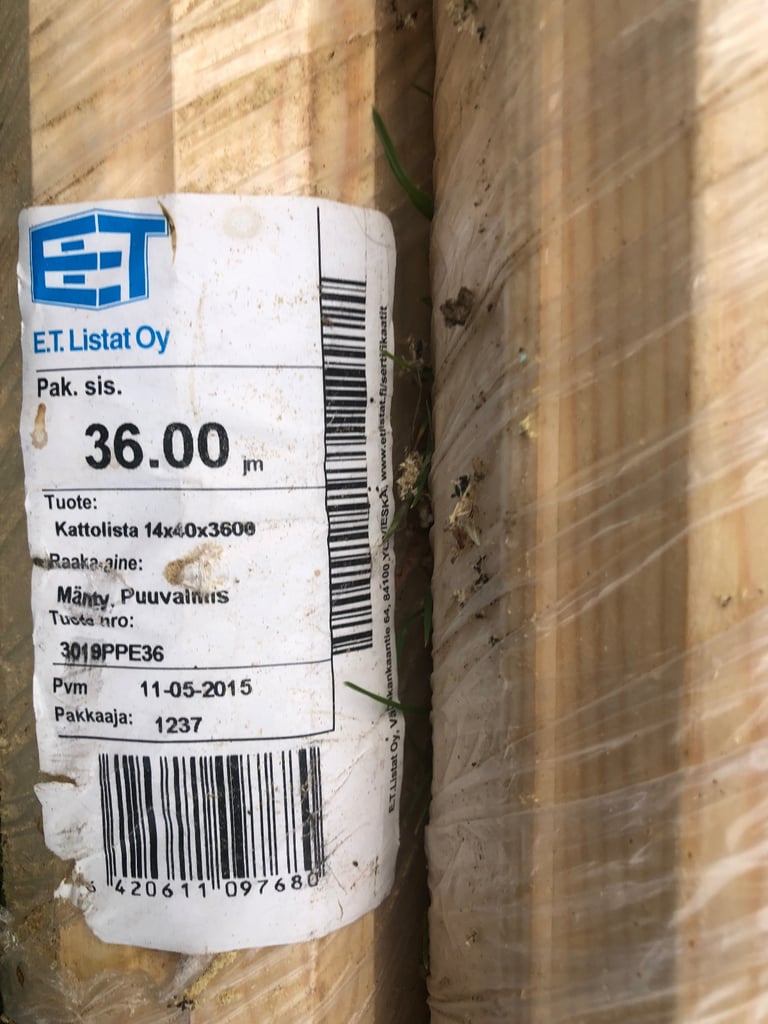 ET
E.T. Listat Oy
Pak. sis.
36.00 jm
Tuote:
Kattolista 14x40x3600
Raaka-aine:
Mänty, Puuvalmis
Tuote nro:
3019PPE36
Pvm 11-05-2015
Pakkaaja: 1237
6 420611 097680
E.T.Listat Oy, 64, 84100 YLIVIESKA, www.etlistat.fi/sertifikaatit